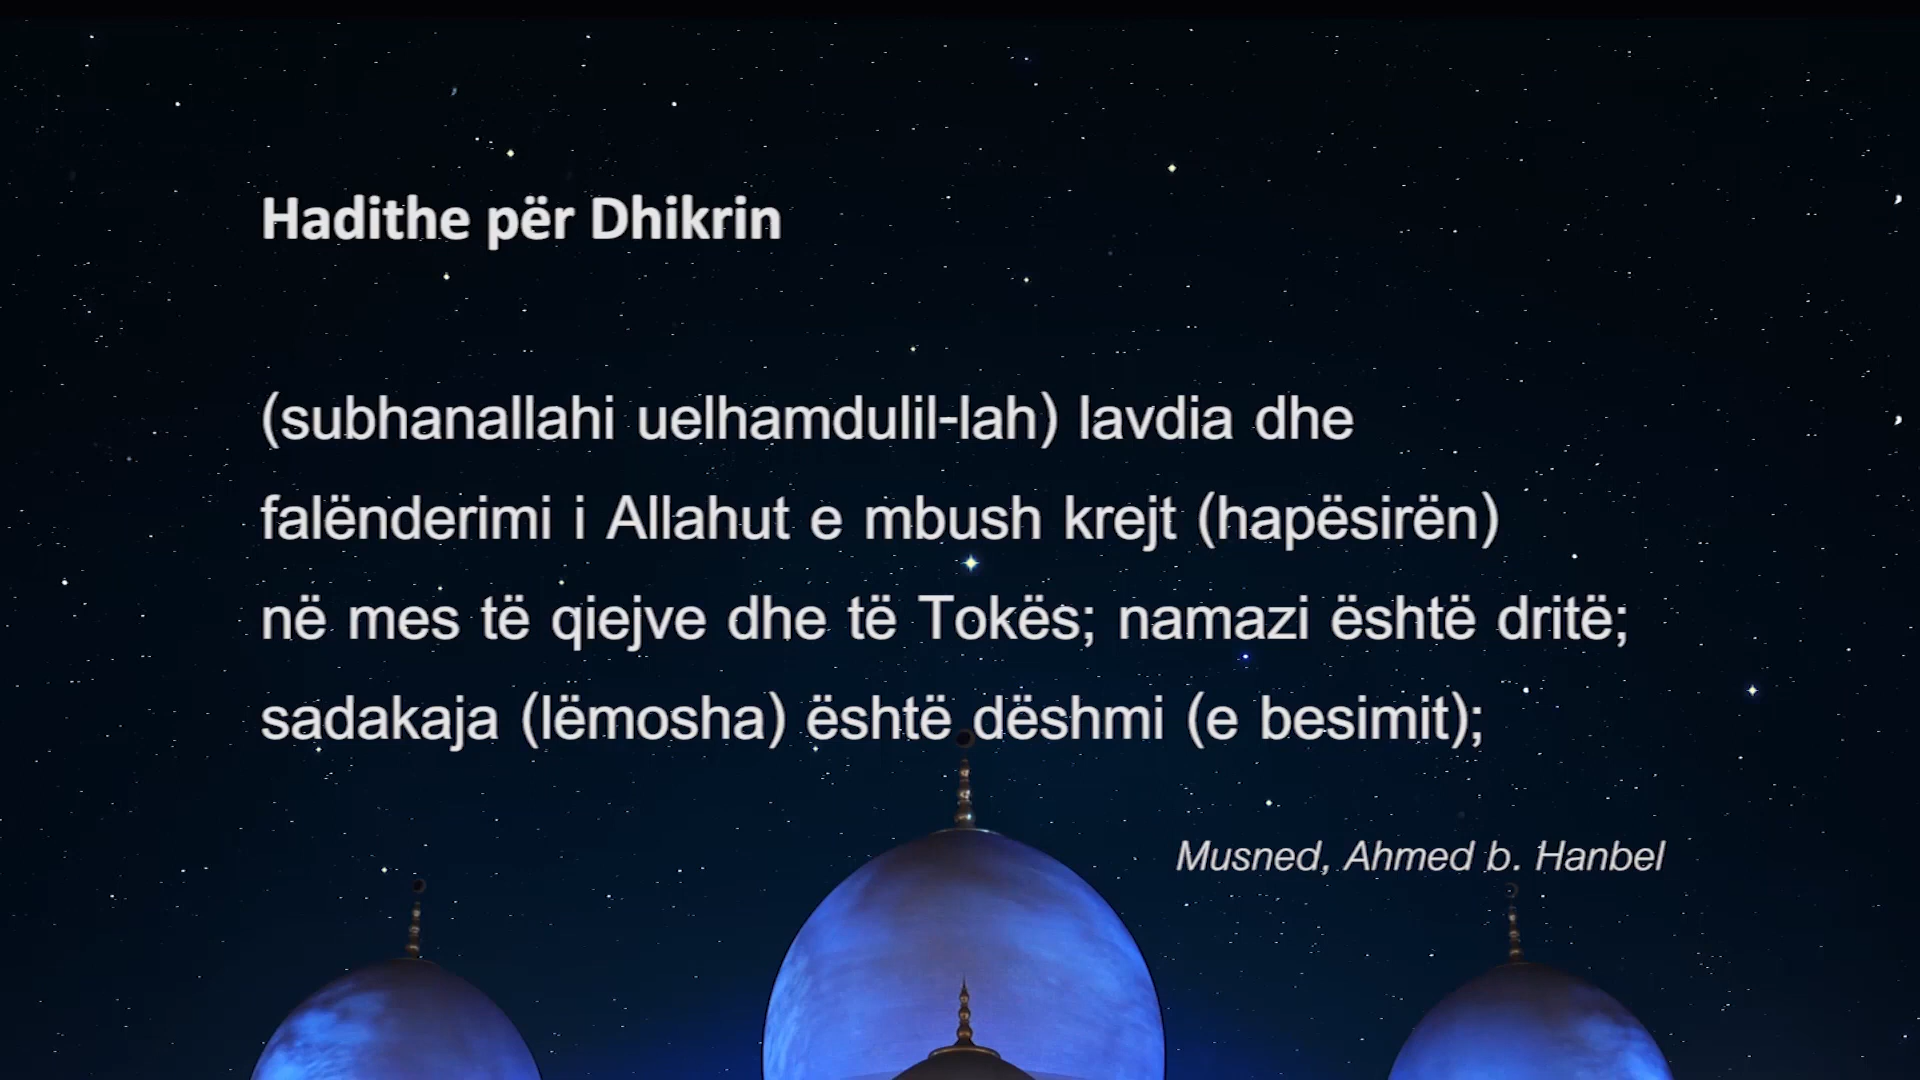 Hadithe për Dhikrin
(subhanallahi uelhamdulil-lah) lavdia dhe
falënderimi i Allahut e mbush krejt (hapësirën)
në mes të qiejve dhe të Tokës; namazi është dritë;
sadakaja (lëmosha) është dëshmi (e besimit);
Musned, Ahmed b. Hanbel